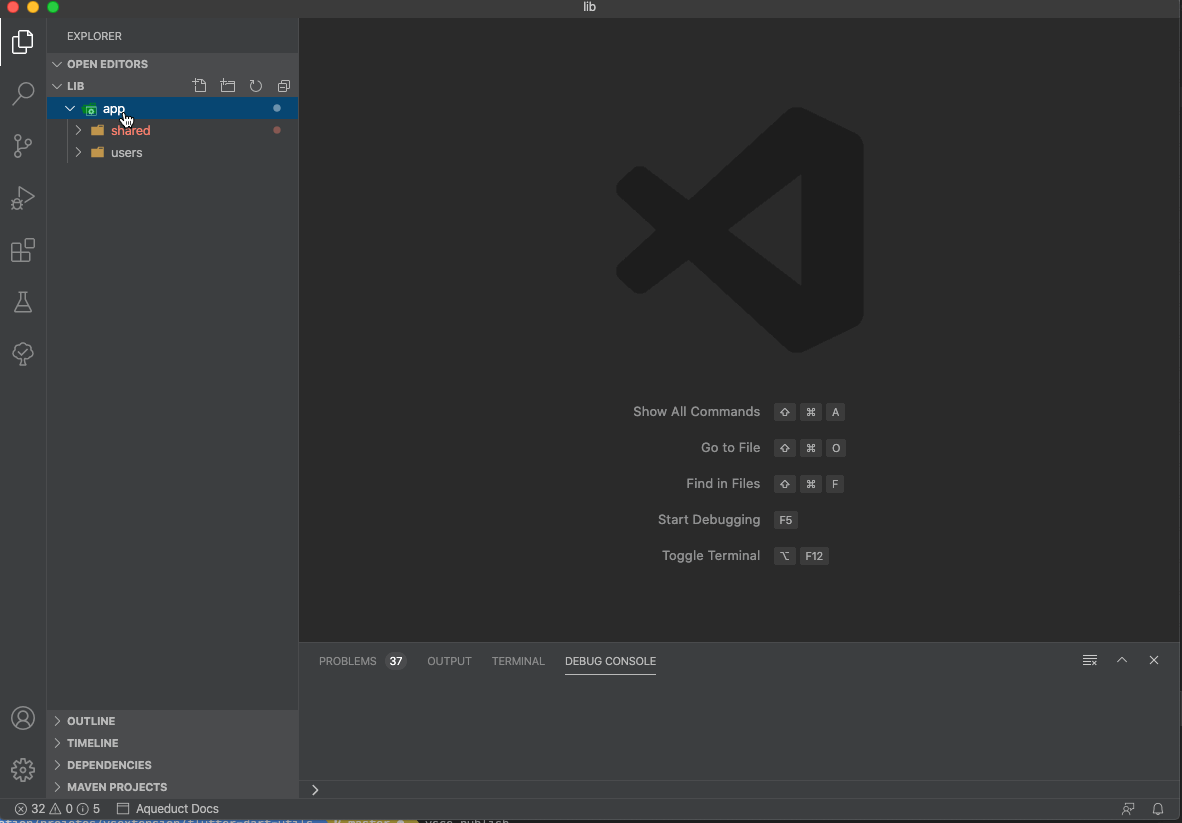 lib
EXPLORER
OPEN EDITORS
LIB
app
shared
users
Show All Commands ⇧ ⌘ A
Go to File ⇧ ⌘ O
Find in Files ⇧ ⌘ F
Start Debugging F5
Toggle Terminal ⌥ F12
PROBLEMS 37 OUTPUT TERMINAL DEBUG CONSOLE
OUTLINE
TIMELINE
DEPENDENCIES
MAVEN PROJECTS
32 0 5 Aqueduct Docs